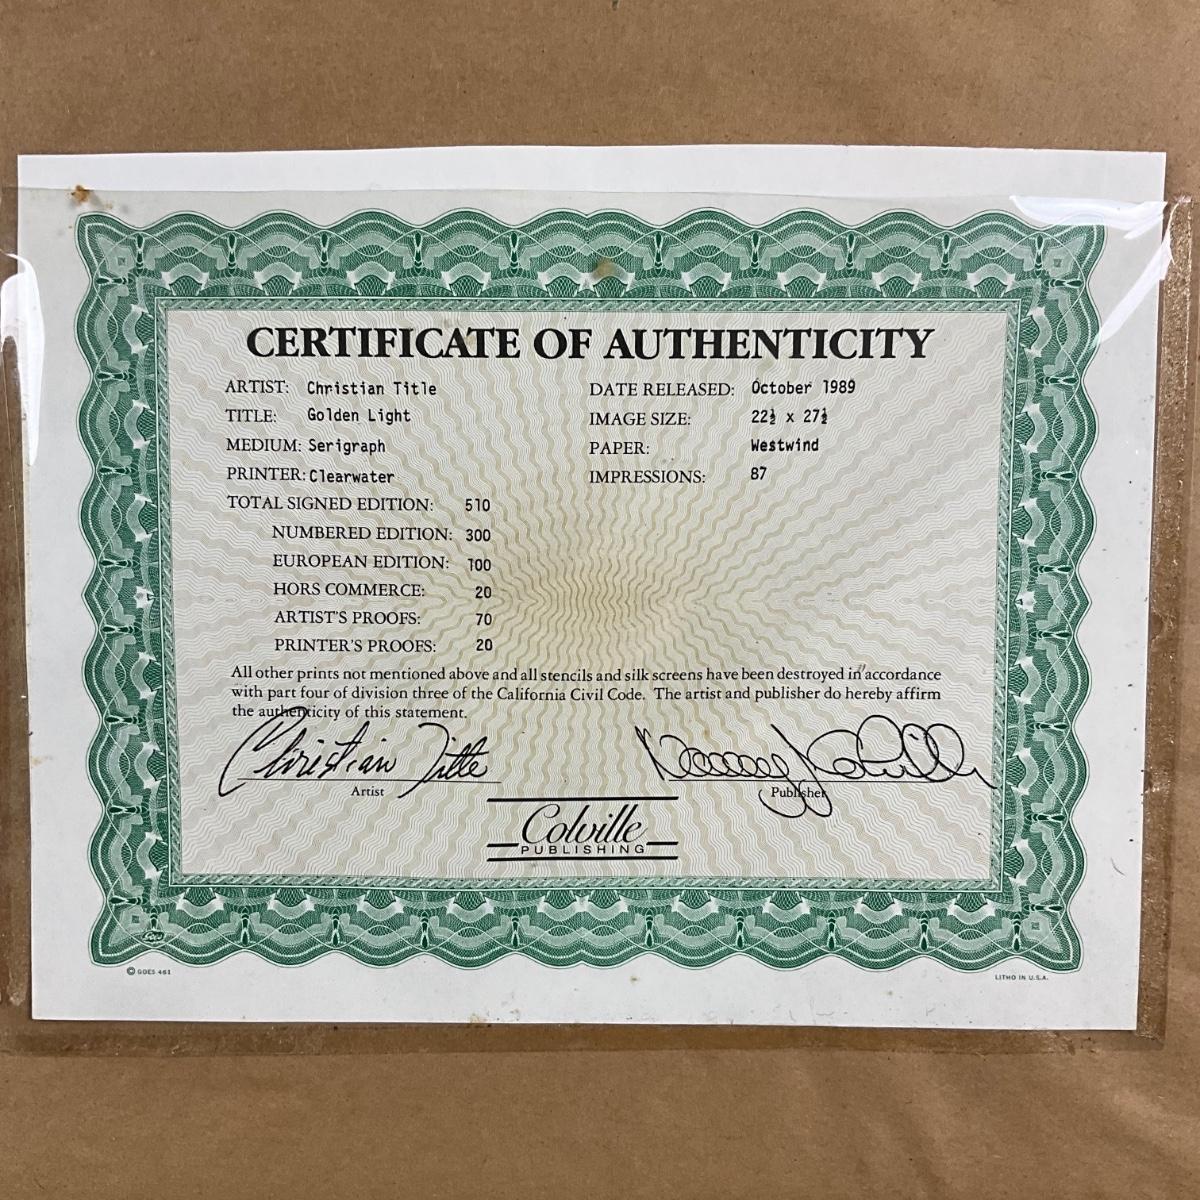 CERTIFICATE OF AUTHENTICITY
ARTIST: Christian Title
DATE RELEASED: October 1989
TITLE: Golden Light
IMAGE SIZE: 22½ x 27½
MEDIUM: Serigraph
PAPER: Westwind
PRINTER: Clearwater
IMPRESSIONS: 87
TOTAL SIGNED EDITION: 510
NUMBERED EDITION: 300
EUROPEAN EDITION: 100
HORS COMMERCE: 20
ARTIST'S PROOFS: 70
PRINTER'S PROOFS: 20
All other prints not mentioned above and all stencils and silk screens have been destroyed in accordance
with part four of division three of the California Civil Code. The artist and publisher do hereby affirm
the authenticity of this statement.
Christian Title
Artist
Publisher
Colville
PUBLISHING
© GOES 461
LITHO IN U.S.A.